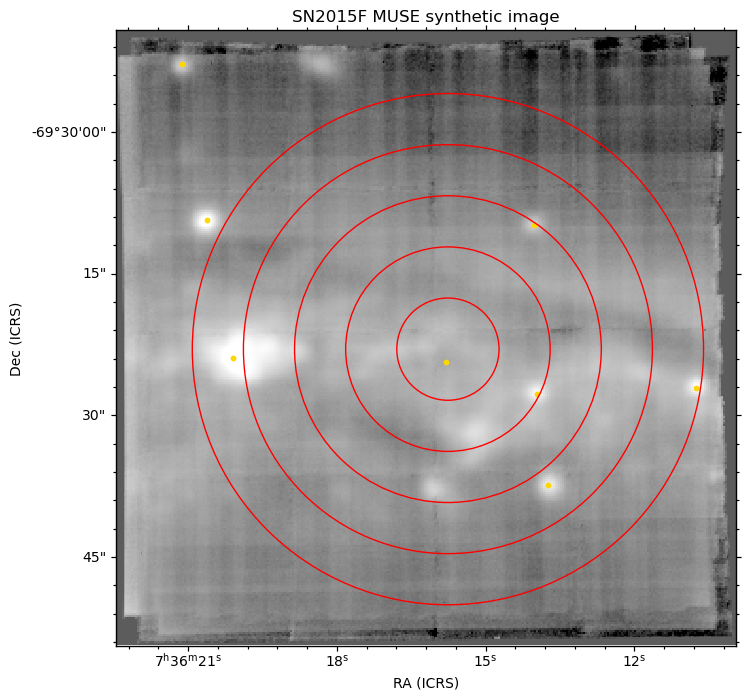 SN2015F MUSE synthetic image
-69°30'00"
15"
30"
45"
Dec (ICRS)
7ʰ36ᵐ21ˢ
18ˢ
15ˢ
12ˢ
RA (ICRS)